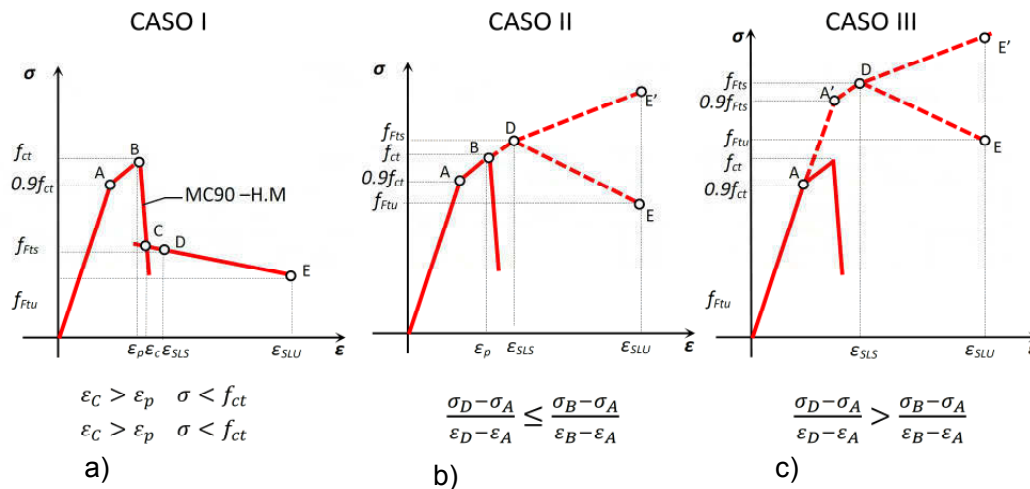 CASO I
σ
f_ct
0.9f_ct
f_Fts
f_Ftu
A
B
MC90 –H.M
C
D
E
ε_p ε_c ε_SLS
ε_SLU
ε
ε_C > ε_p σ < f_ct
ε_C > ε_p σ < f_ct
a)
CASO II
σ
f_Fts
f_ct
0.9f_ct
f_Ftu
A
B
D
E'
E
ε_p
ε_SLS
ε_SLU
ε
(σ_D−σ_A)/(ε_D−ε_A) ≤ (σ_B−σ_A)/(ε_B−ε_A)
b)
CASO III
σ
f_Fts
0.9f_Fts
f_Ftu
f_ct
0.9f_ct
f_Ftu
A
A'
D
E'
E
ε_SLS
ε_SLU
(σ_D−σ_A)/(ε_D−ε_A) > (σ_B−σ_A)/(ε_B−ε_A)
c)